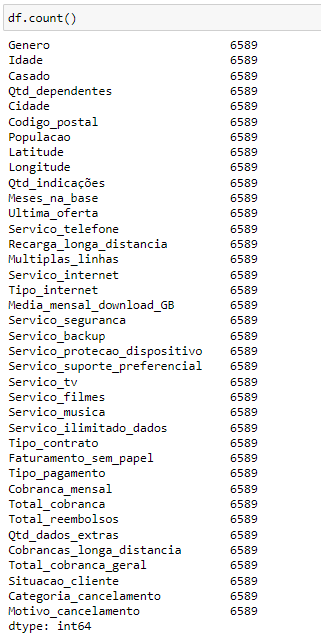 df.count()
Genero 6589
Idade 6589
Casado 6589
Qtd_dependentes 6589
Cidade 6589
Codigo_postal 6589
Populacao 6589
Latitude 6589
Longitude 6589
Qtd_indicações 6589
Meses_na_base 6589
Ultima_oferta 6589
Servico_telefone 6589
Recarga_longa_distancia 6589
Multiplas_linhas 6589
Servico_internet 6589
Tipo_internet 6589
Media_mensal_download_GB 6589
Servico_seguranca 6589
Servico_backup 6589
Servico_protecao_dispositivo 6589
Servico_suporte_preferencial 6589
Servico_tv 6589
Servico_filmes 6589
Servico_musica 6589
Servico_ilimitado_dados 6589
Tipo_contrato 6589
Faturamento_sem_papel 6589
Tipo_pagamento 6589
Cobranca_mensal 6589
Total_cobranca 6589
Total_reembolsos 6589
Qtd_dados_extras 6589
Cobrancas_longa_distancia 6589
Total_cobranca_geral 6589
Situacao_cliente 6589
Categoria_cancelamento 6589
Motivo_cancelamento 6589
dtype: int64